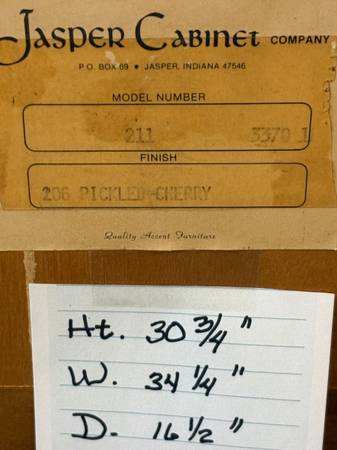 JASPER CABINET COMPANY
P.O. BOX 69 • JASPER, INDIANA 47546
MODEL NUMBER
211 3370 1
FINISH
206 PICKLED CHERRY
Quality Accent Furniture
Ht. 30 3/4 "
W. 34 1/4 "
D. 16 1/2 "